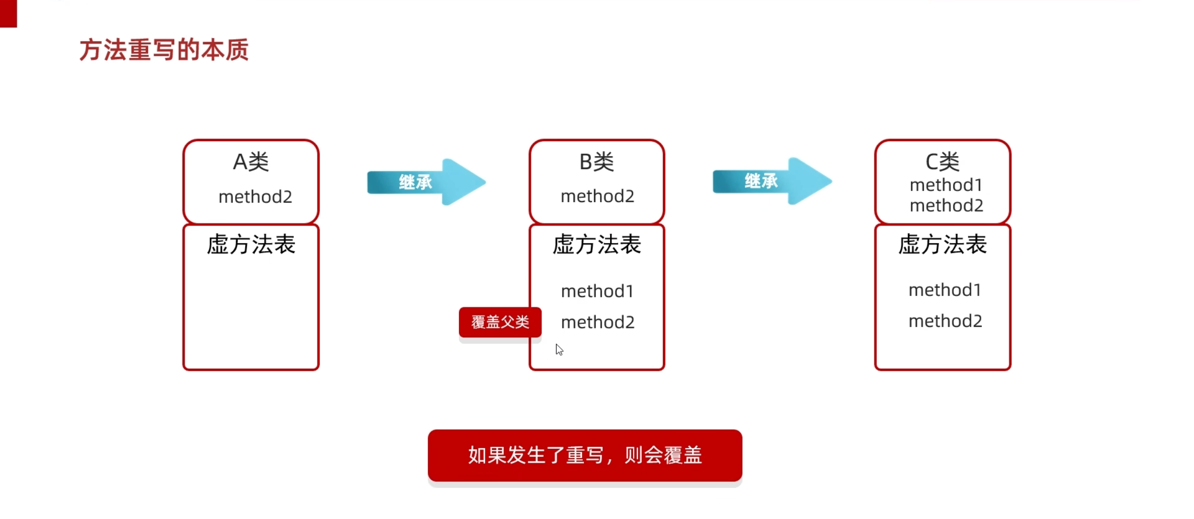 方法重写的本质
A类
method2
虚方法表
继承
B类
method2
虚方法表
method1
method2
覆盖父类
继承
C类
method1
method2
虚方法表
method1
method2
如果发生了重写，则会覆盖